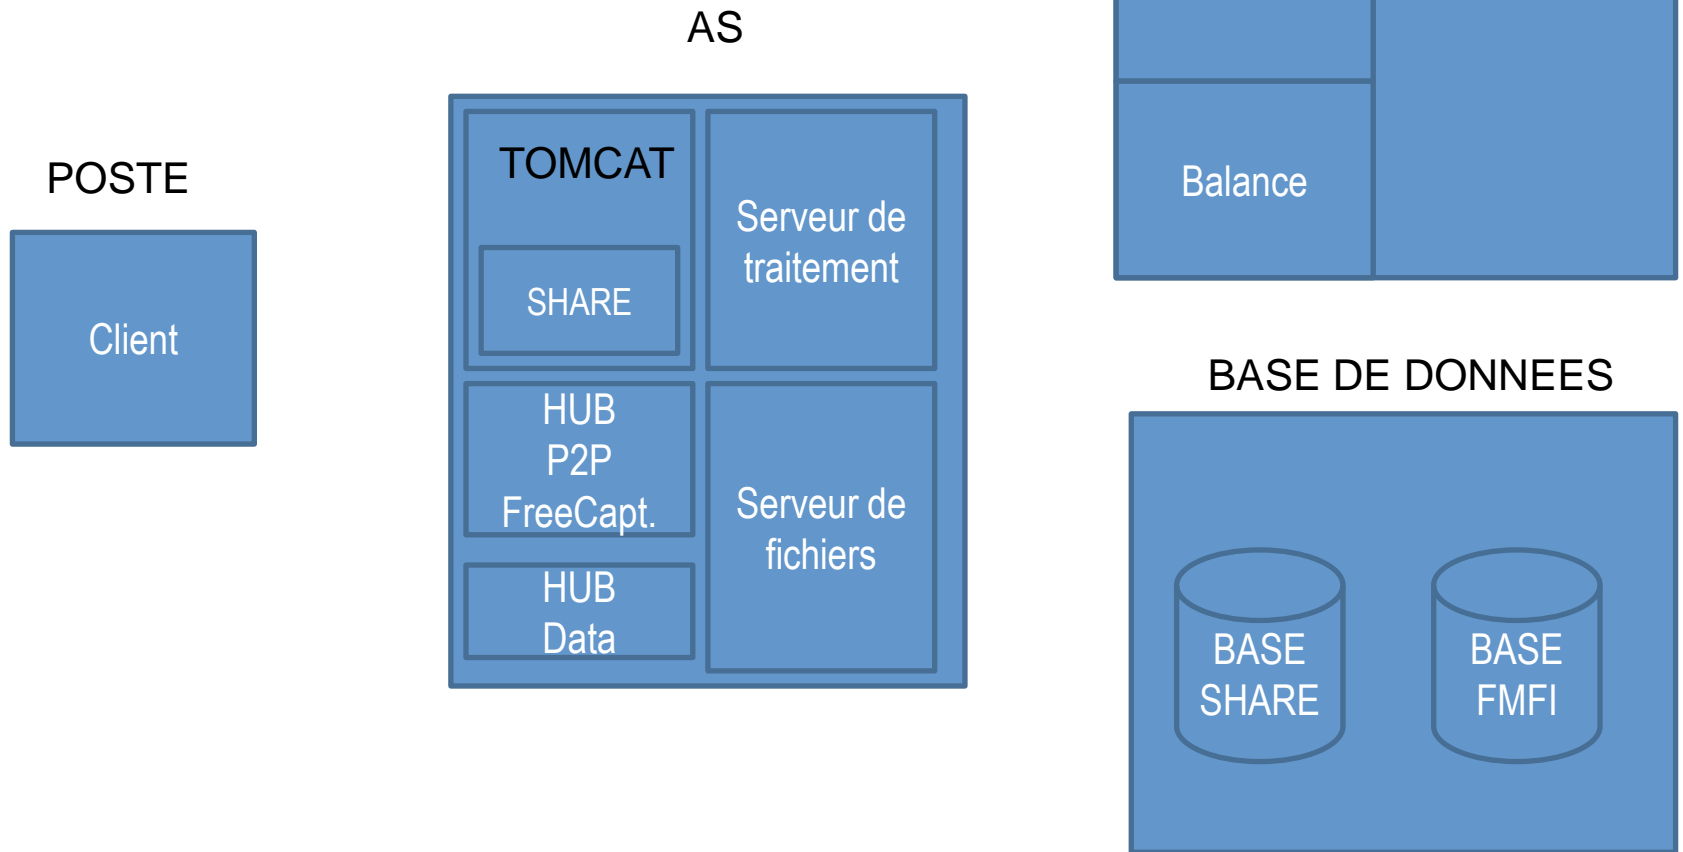 AS
POSTE
Client
TOMCAT
SHARE
HUB
P2P
FreeCapt.
HUB
Data
Serveur de
traitement
Serveur de
fichiers
Balance
BASE DE DONNEES
BASE
SHARE
BASE
FMFI